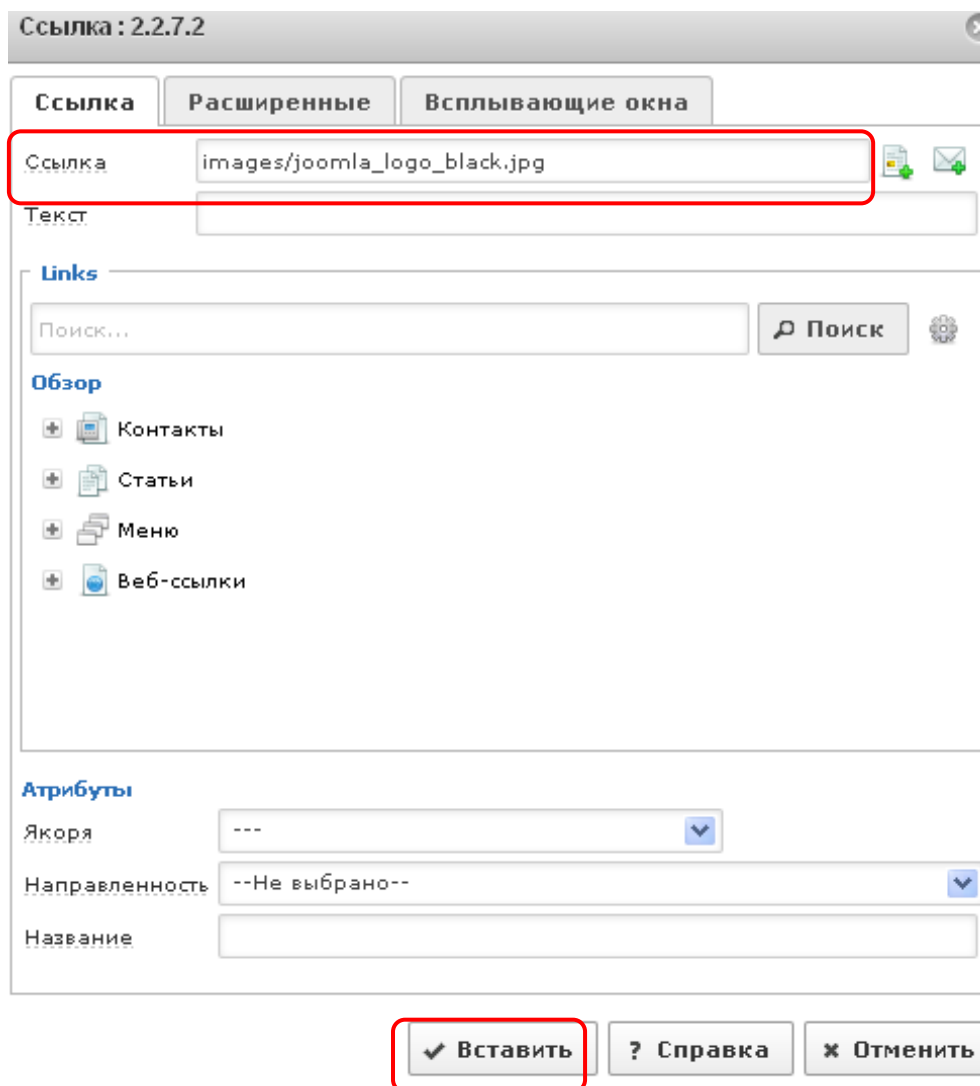 Ссылка : 2.2.7.2
Ссылка Расширенные Всплывающие окна
Ссылка images/joomla_logo_black.jpg
Текст
Links
Поиск... Поиск
Обзор
Контакты
Статьи
Меню
Веб-ссылки
Атрибуты
Якоря ---
Направленность --Не выбрано--
Название
Вставить ? Справка Отменить